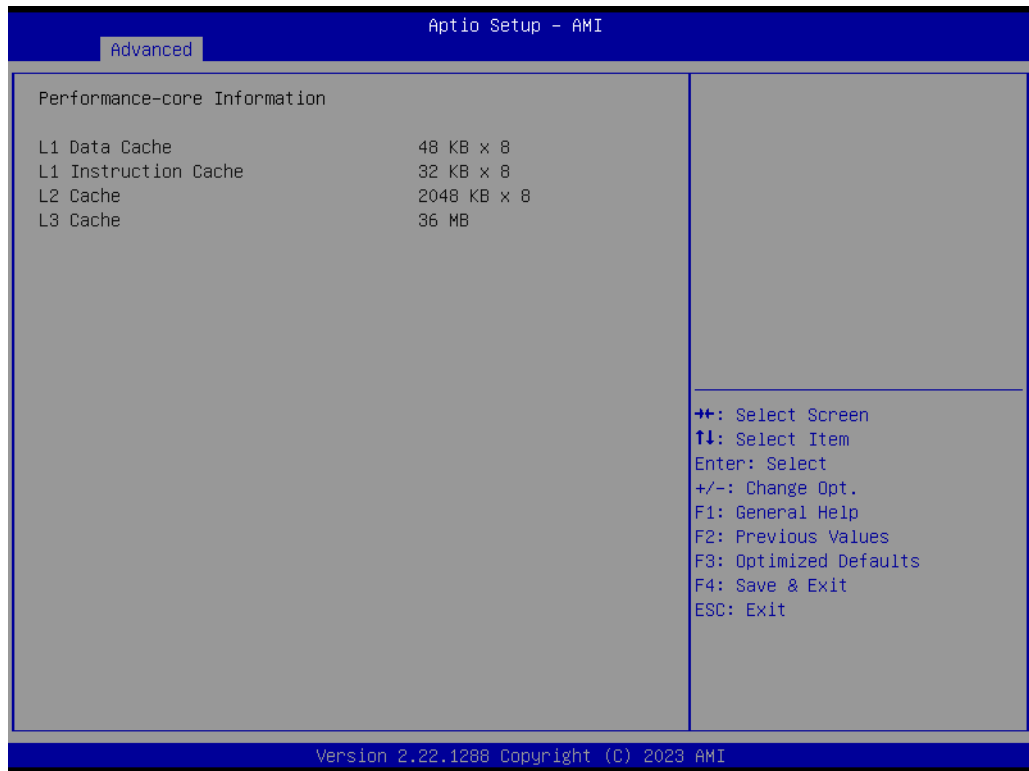 Aptio Setup – AMI
Advanced
Performance-core Information
L1 Data Cache 48 KB x 8
L1 Instruction Cache 32 KB x 8
L2 Cache 2048 KB x 8
L3 Cache 36 MB
→←: Select Screen
↑↓: Select Item
Enter: Select
+/-: Change Opt.
F1: General Help
F2: Previous Values
F3: Optimized Defaults
F4: Save & Exit
ESC: Exit
Version 2.22.1288 Copyright (C) 2023 AMI